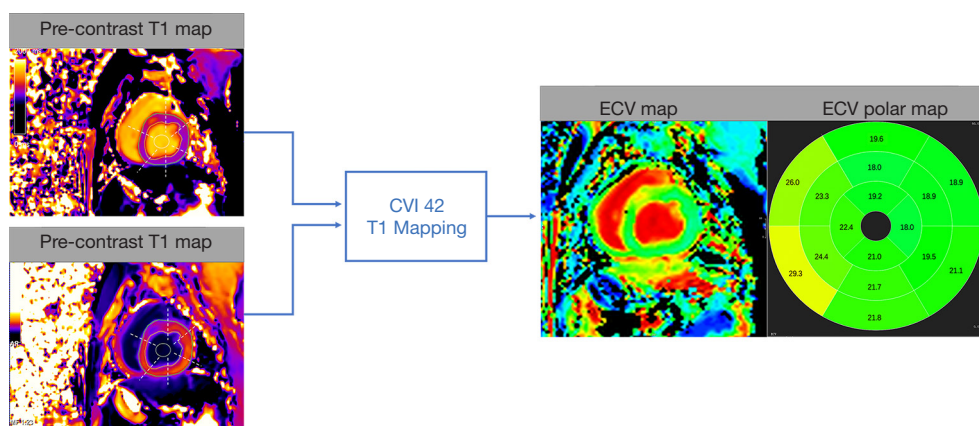 Pre-contrast T1 map
Pre-contrast T1 map
CVI 42
T1 Mapping
ECV map
ECV polar map
19.6
26.0
18.0
18.9
23.3
19.2
18.9
22.4
18.0
24.4
21.0
19.5
29.3
21.1
21.7
21.8